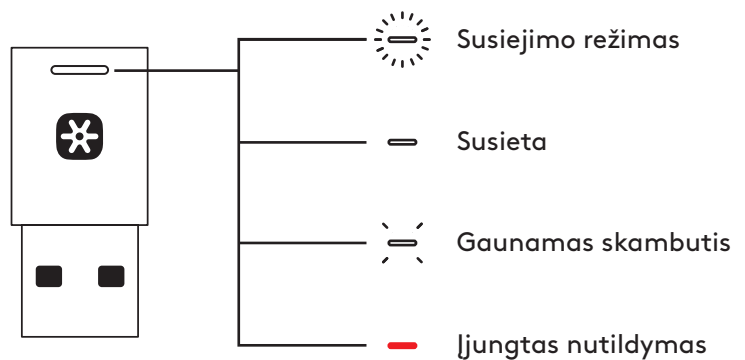 Susiejimo režimas
Susieta
Gaunamas skambutis
Įjungtas nutildymas